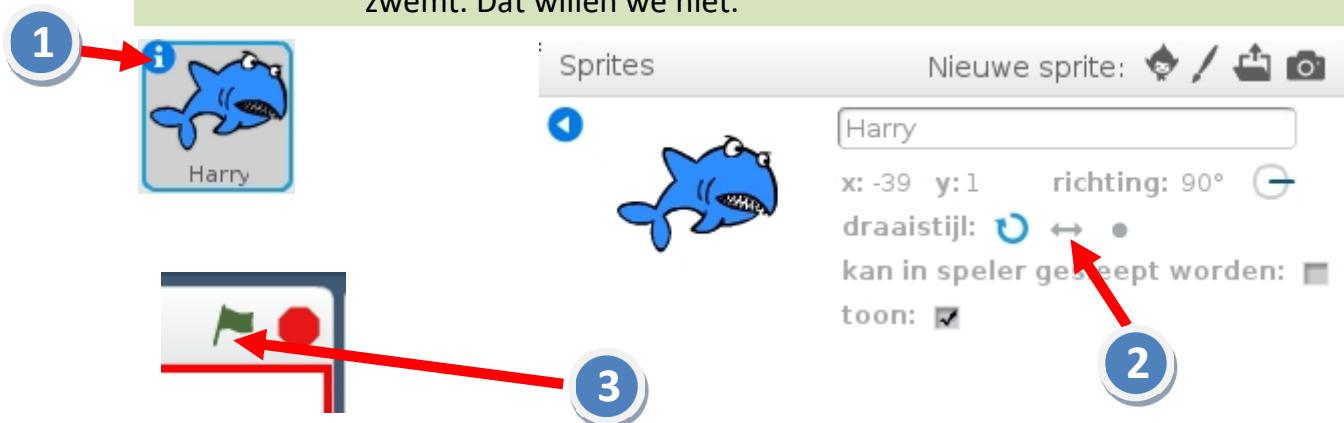 zwemt. Dat willen we niet.
1
Harry
Sprites
Nieuwe sprite:
Harry
x: -39 y: 1 richting: 90°
draaistijl:
kan in speler gesleept worden:
toon:
2
3